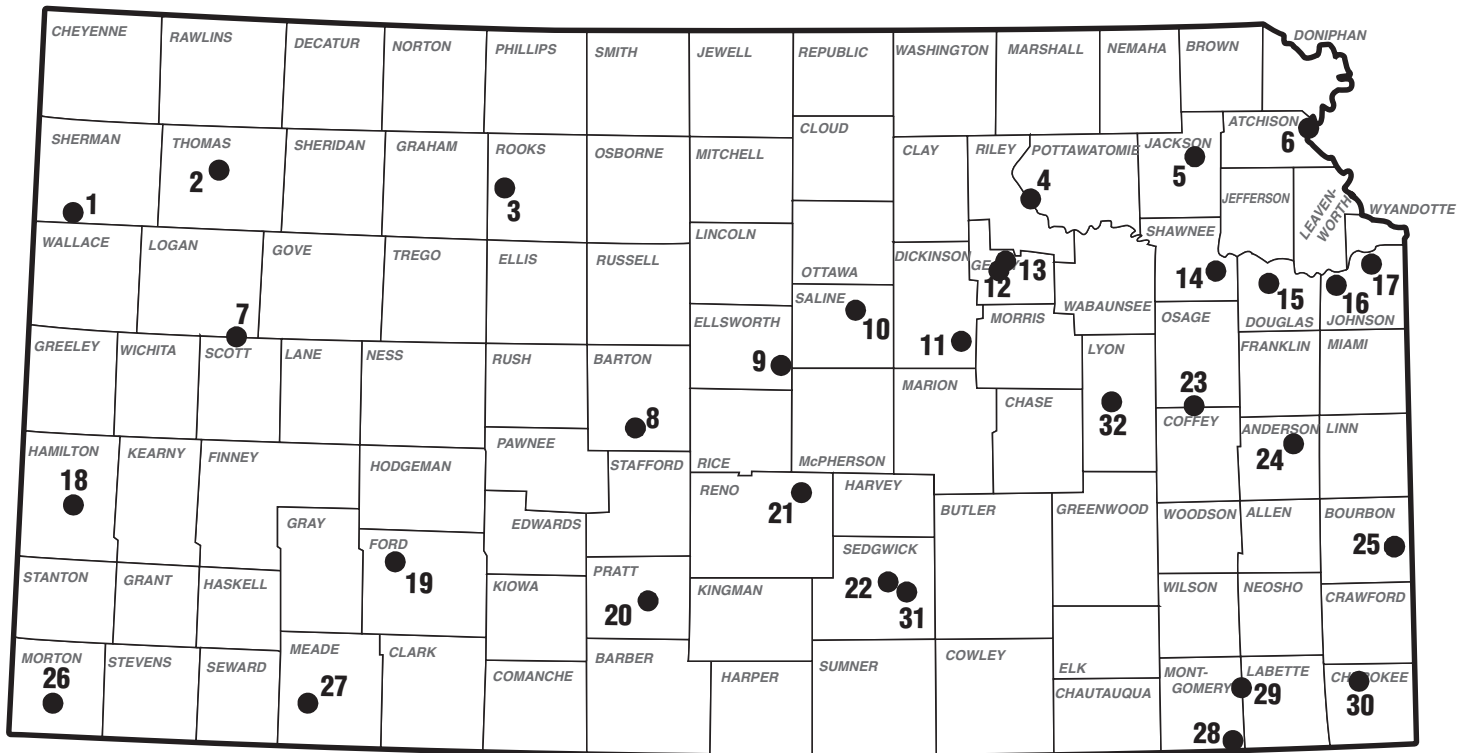 CHEYENNE
RAWLINS
DECATUR
NORTON
PHILLIPS
SMITH
JEWELL
REPUBLIC
WASHINGTON
MARSHALL
NEMAHA
BROWN
DONIPHAN
SHERMAN
THOMAS
SHERIDAN
GRAHAM
ROOKS
OSBORNE
MITCHELL
CLOUD
CLAY
RILEY
POTTAWATOMIE
JACKSON
ATCHISON
6
1
2
3
4
5
JEFFERSON
LEAVEN-
WORTH
WYANDOTTE
WALLACE
LOGAN
GOVE
TREGO
ELLIS
RUSSELL
LINCOLN
OTTAWA
DICKINSON
GEARY
12
13
WABAUNSEE
SHAWNEE
14
15
DOUGLAS
16
17
JOHNSON
7
SALINE
10
ELLSWORTH
9
11
MORRIS
OSAGE
GREELEY
WICHITA
SCOTT
LANE
NESS
RUSH
BARTON
8
MARION
CHASE
LYON
32
23
COFFEY
FRANKLIN
MIAMI
HAMILTON
18
KEARNY
FINNEY
HODGEMAN
PAWNEE
STAFFORD
RICE
McPHERSON
ANDERSON
24
LINN
GRAY
FORD
19
EDWARDS
RENO
21
HARVEY
BUTLER
GREENWOOD
WOODSON
ALLEN
BOURBON
25
STANTON
GRANT
HASKELL
KIOWA
PRATT
20
KINGMAN
SEDGWICK
22
31
WILSON
NEOSHO
CRAWFORD
MORTON
26
STEVENS
SEWARD
MEADE
27
CLARK
COMANCHE
BARBER
HARPER
SUMNER
COWLEY
ELK
CHAUTAUQUA
MONT-
GOMERY
28
LABETTE
29
CHEROKEE
30